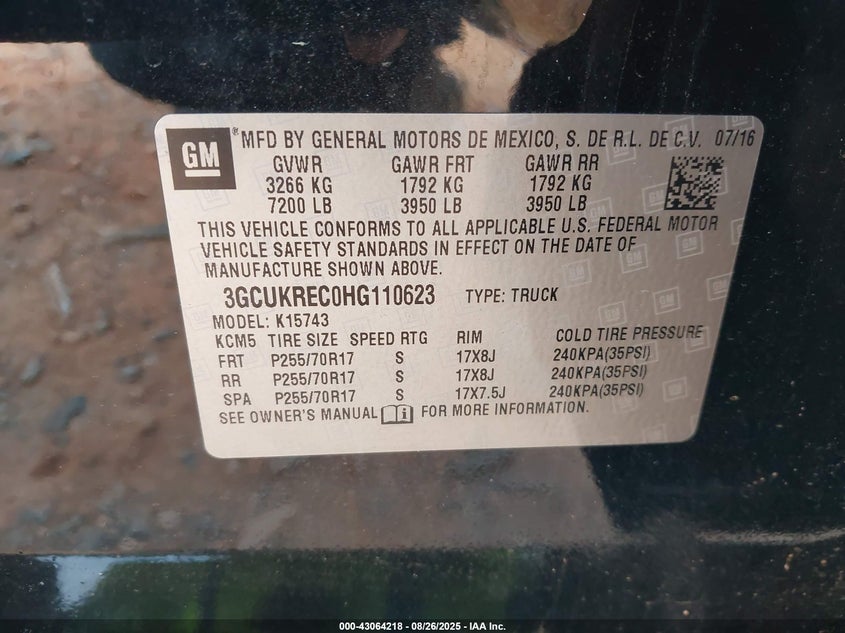 GM ® MFD BY GENERAL MOTORS DE MEXICO, S. DE R.L. DE C.V. 07/16
GVWR GAWR FRT GAWR RR
3266 KG 1792 KG 1792 KG
7200 LB 3950 LB 3950 LB
THIS VEHICLE CONFORMS TO ALL APPLICABLE U.S. FEDERAL MOTOR
VEHICLE SAFETY STANDARDS IN EFFECT ON THE DATE OF
MANUFACTURE SHOWN ABOVE.
3GCUKREC0HG110623 TYPE: TRUCK
MODEL: K15743
KCM5 TIRE SIZE SPEED RTG RIM COLD TIRE PRESSURE
FRT P255/70R17 S 17X8J 240KPA(35PSI)
RR P255/70R17 S 17X8J 240KPA(35PSI)
SPA P255/70R17 S 17X7.5J 240KPA(35PSI)
SEE OWNER'S MANUAL FOR MORE INFORMATION.
000-43064218 - 08/26/2025 - IAA Inc.